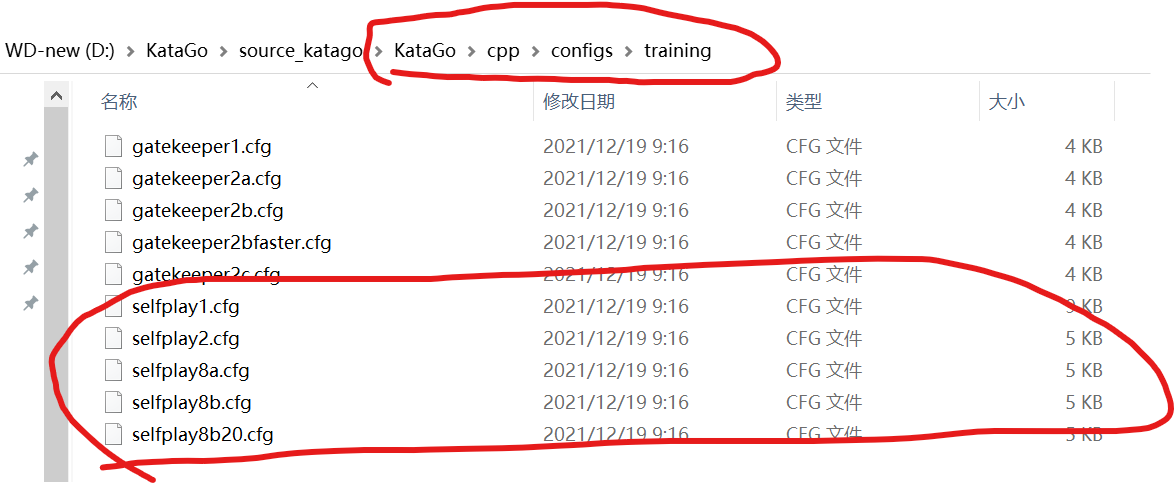 WD-new (D:) › KataGo › source_katago › KataGo › cpp › configs › training
名称 修改日期 类型 大小
gatekeeper1.cfg 2021/12/19 9:16 CFG 文件 4 KB
gatekeeper2a.cfg 2021/12/19 9:16 CFG 文件 4 KB
gatekeeper2b.cfg 2021/12/19 9:16 CFG 文件 4 KB
gatekeeper2bfaster.cfg 2021/12/19 9:16 CFG 文件 4 KB
gatekeeper2c.cfg 2021/12/19 9:16 CFG 文件 4 KB
selfplay1.cfg 2021/12/19 9:16 CFG 文件 9 KB
selfplay2.cfg 2021/12/19 9:16 CFG 文件 5 KB
selfplay8a.cfg 2021/12/19 9:16 CFG 文件 5 KB
selfplay8b.cfg 2021/12/19 9:16 CFG 文件 5 KB
selfplay8b20.cfg 2021/12/19 9:16 CFG 文件 5 KB